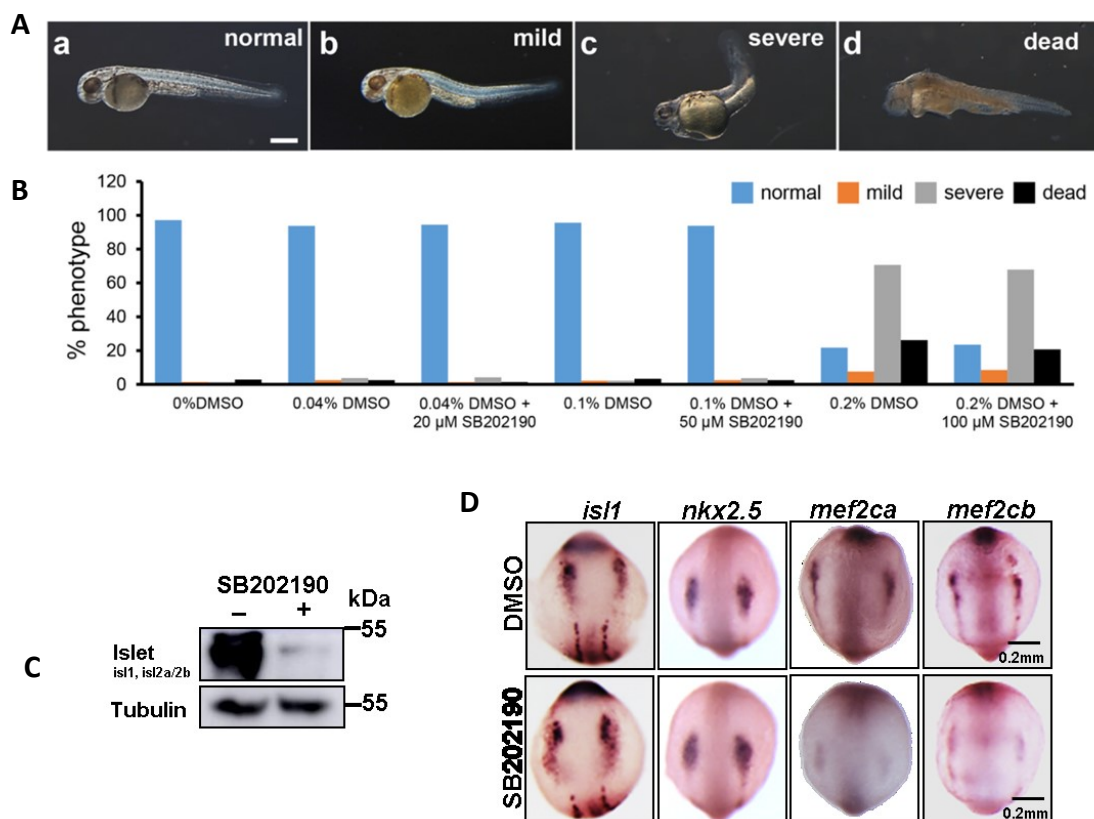 A
a normal
b mild
c severe
d dead
B
120
100
80
60
40
20
0
% phenotype
normal mild severe dead
0%DMSO 0.04% DMSO 0.04% DMSO + 0.1% DMSO 0.1% DMSO + 0.2% DMSO 0.2% DMSO +
20 µM SB202190 50 µM SB202190 100 µM SB202190
C
SB202190
– + kDa
55
Islet
isl1, isl2a/2b
Tubulin 55
D
isl1 nkx2.5 mef2ca mef2cb
DMSO
0.2mm
SB202190
0.2mm